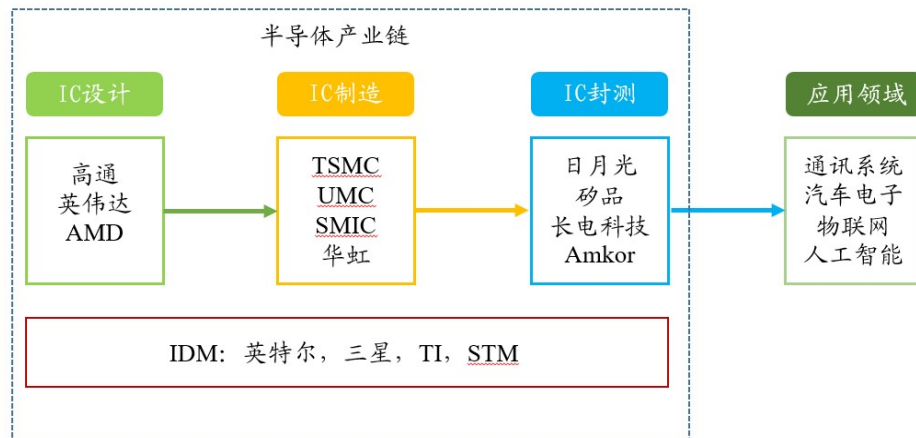 半导体产业链
IC设计
IC制造
IC封测
应用领域
高通
英伟达
AMD
TSMC
UMC
SMIC
华虹
日月光
矽品
长电科技
Amkor
通讯系统
汽车电子
物联网
人工智能
IDM：英特尔，三星，TI，STM